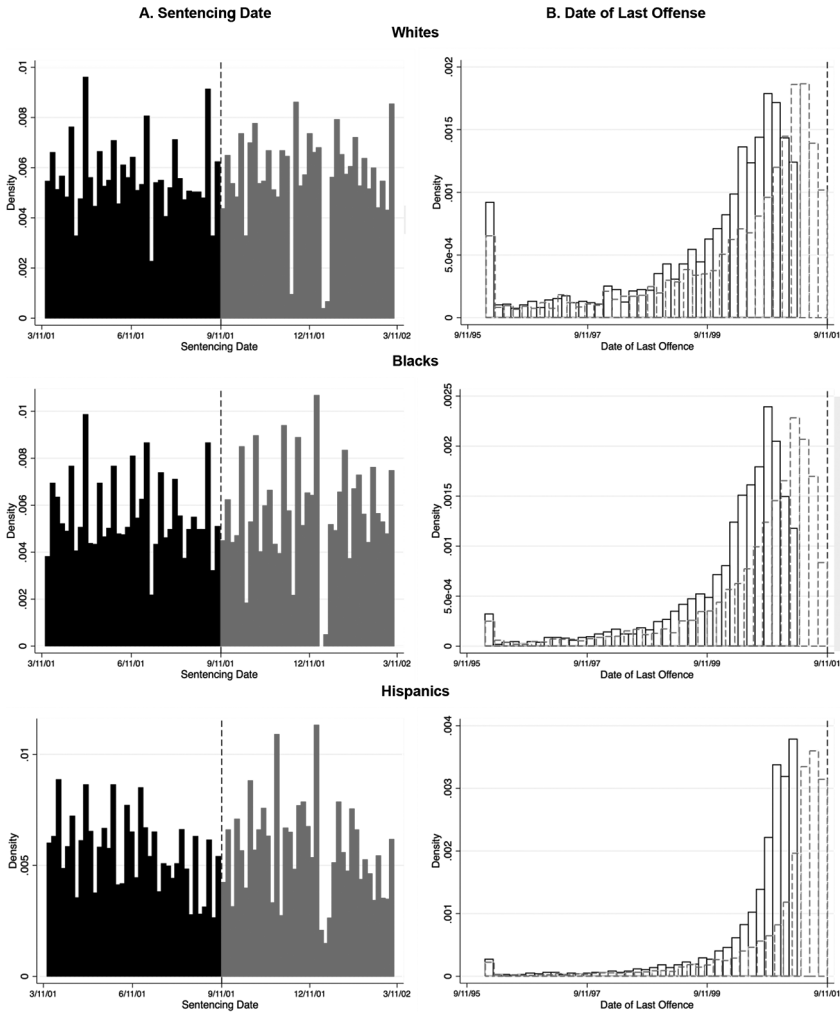 A. Sentencing Date
B. Date of Last Offense
Whites
.01
.008
.006
.004
.002
0
Density
3/11/01
6/11/01
9/11/01
12/11/01
3/11/02
Sentencing Date
.002
.0015
.001
5.0e-04
0
Density
9/11/95
9/11/97
9/11/99
9/11/01
Date of Last Offence
Blacks
.01
.008
.006
.004
.002
0
Density
3/11/01
6/11/01
9/11/01
12/11/01
3/11/02
Sentencing Date
.0025
.002
.0015
.001
5.0e-04
0
Density
9/11/95
9/11/97
9/11/99
9/11/01
Date of Last Offence
Hispanics
.01
.005
0
Density
3/11/01
6/11/01
9/11/01
12/11/01
3/11/02
Sentencing Date
.004
.003
.002
.001
0
Density
9/11/95
9/11/97
9/11/99
9/11/01
Date of Last Offence